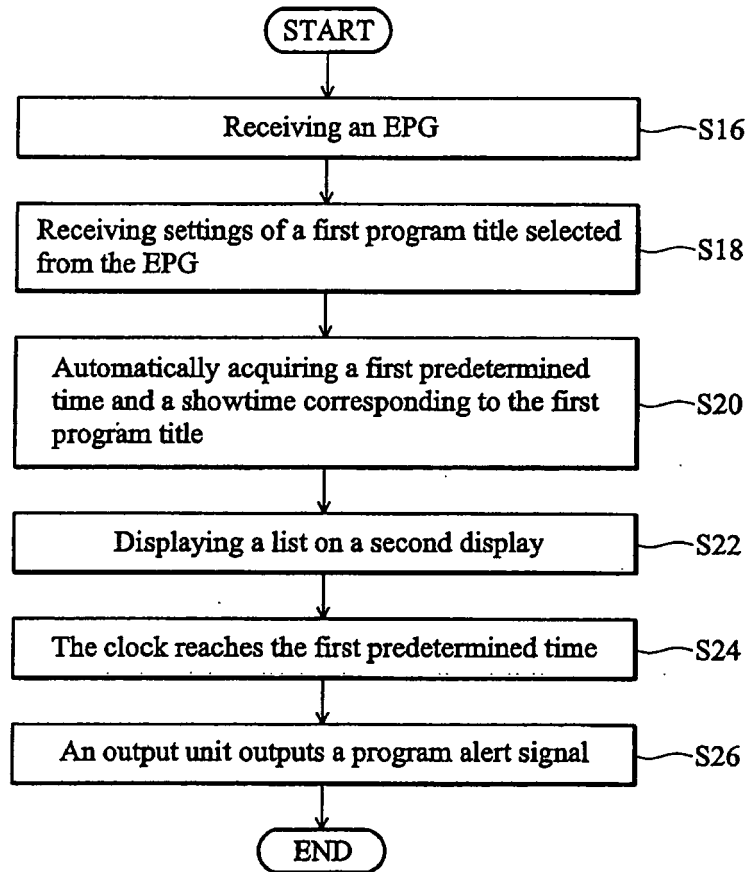 START
Receiving an EPG
S16
Receiving settings of a first program title selected
from the EPG
S18
Automatically acquiring a first predetermined
time and a showtime corresponding to the first
program title
S20
Displaying a list on a second display
S22
The clock reaches the first predetermined time
S24
An output unit outputs a program alert signal
S26
END